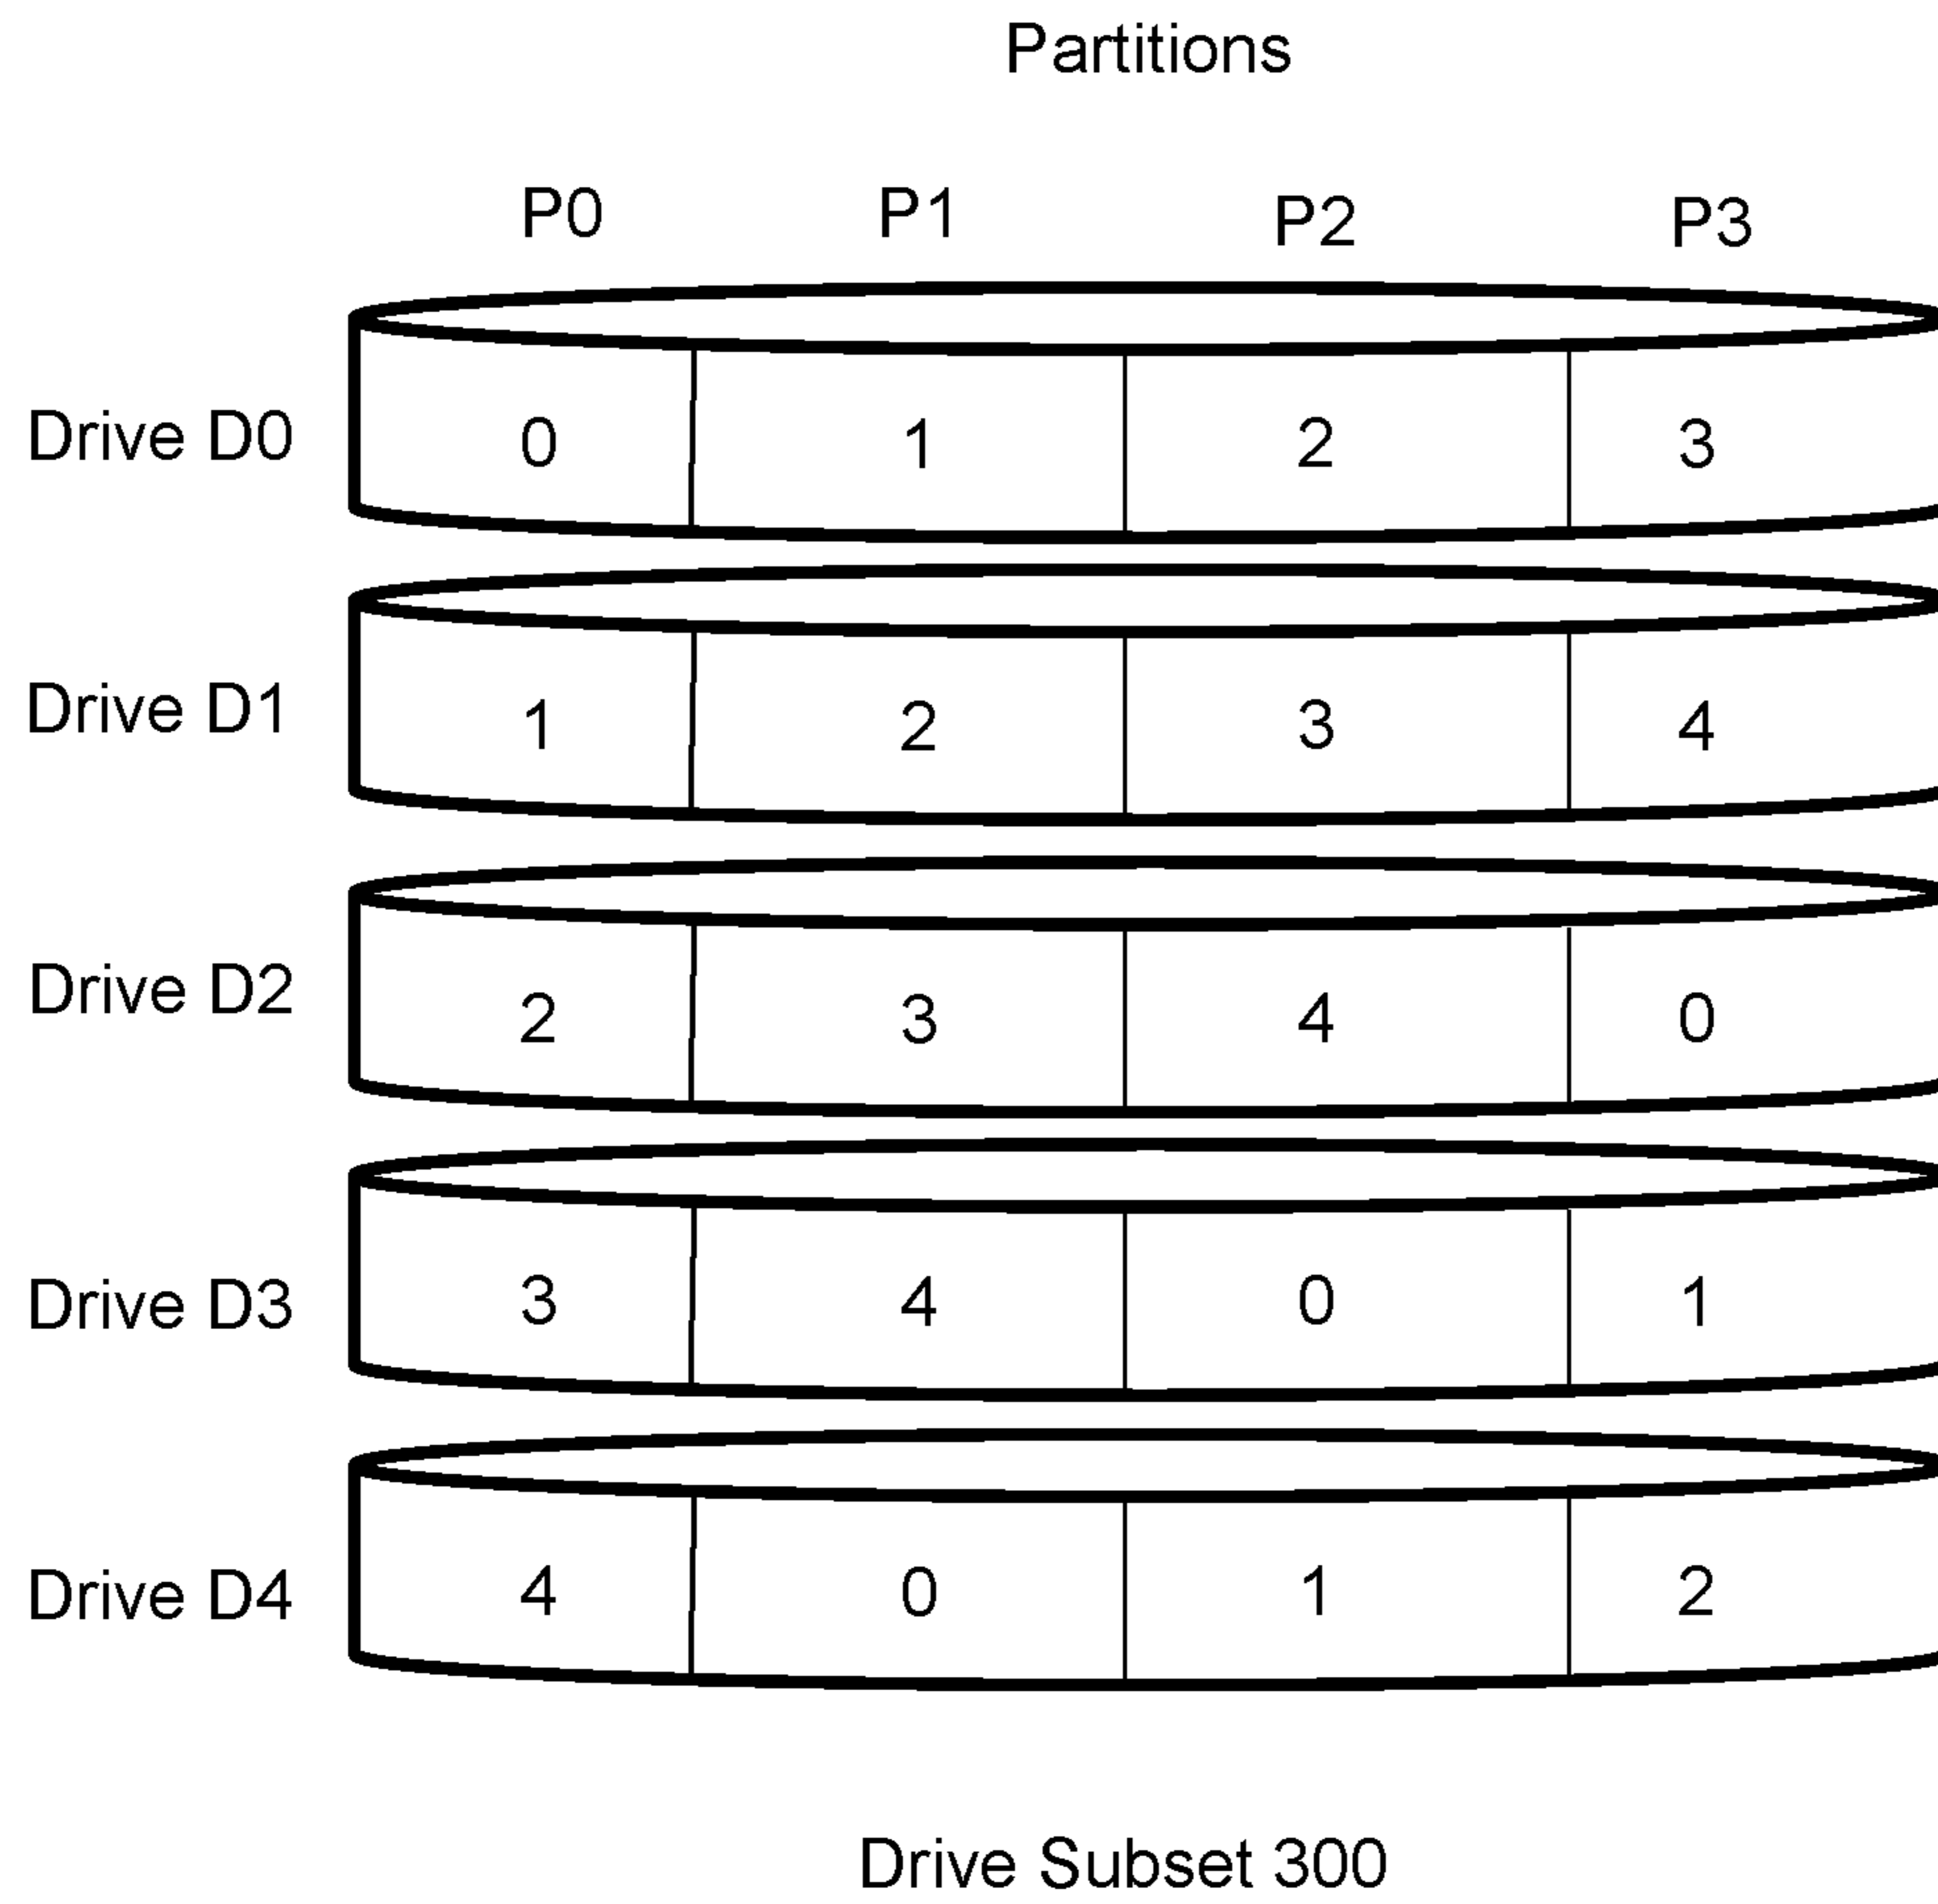 Partitions
P0 P1 P2 P3
Drive D0 0 1 2 3
Drive D1 1 2 3 4
Drive D2 2 3 4 0
Drive D3 3 4 0 1
Drive D4 4 0 1 2
Drive Subset 300